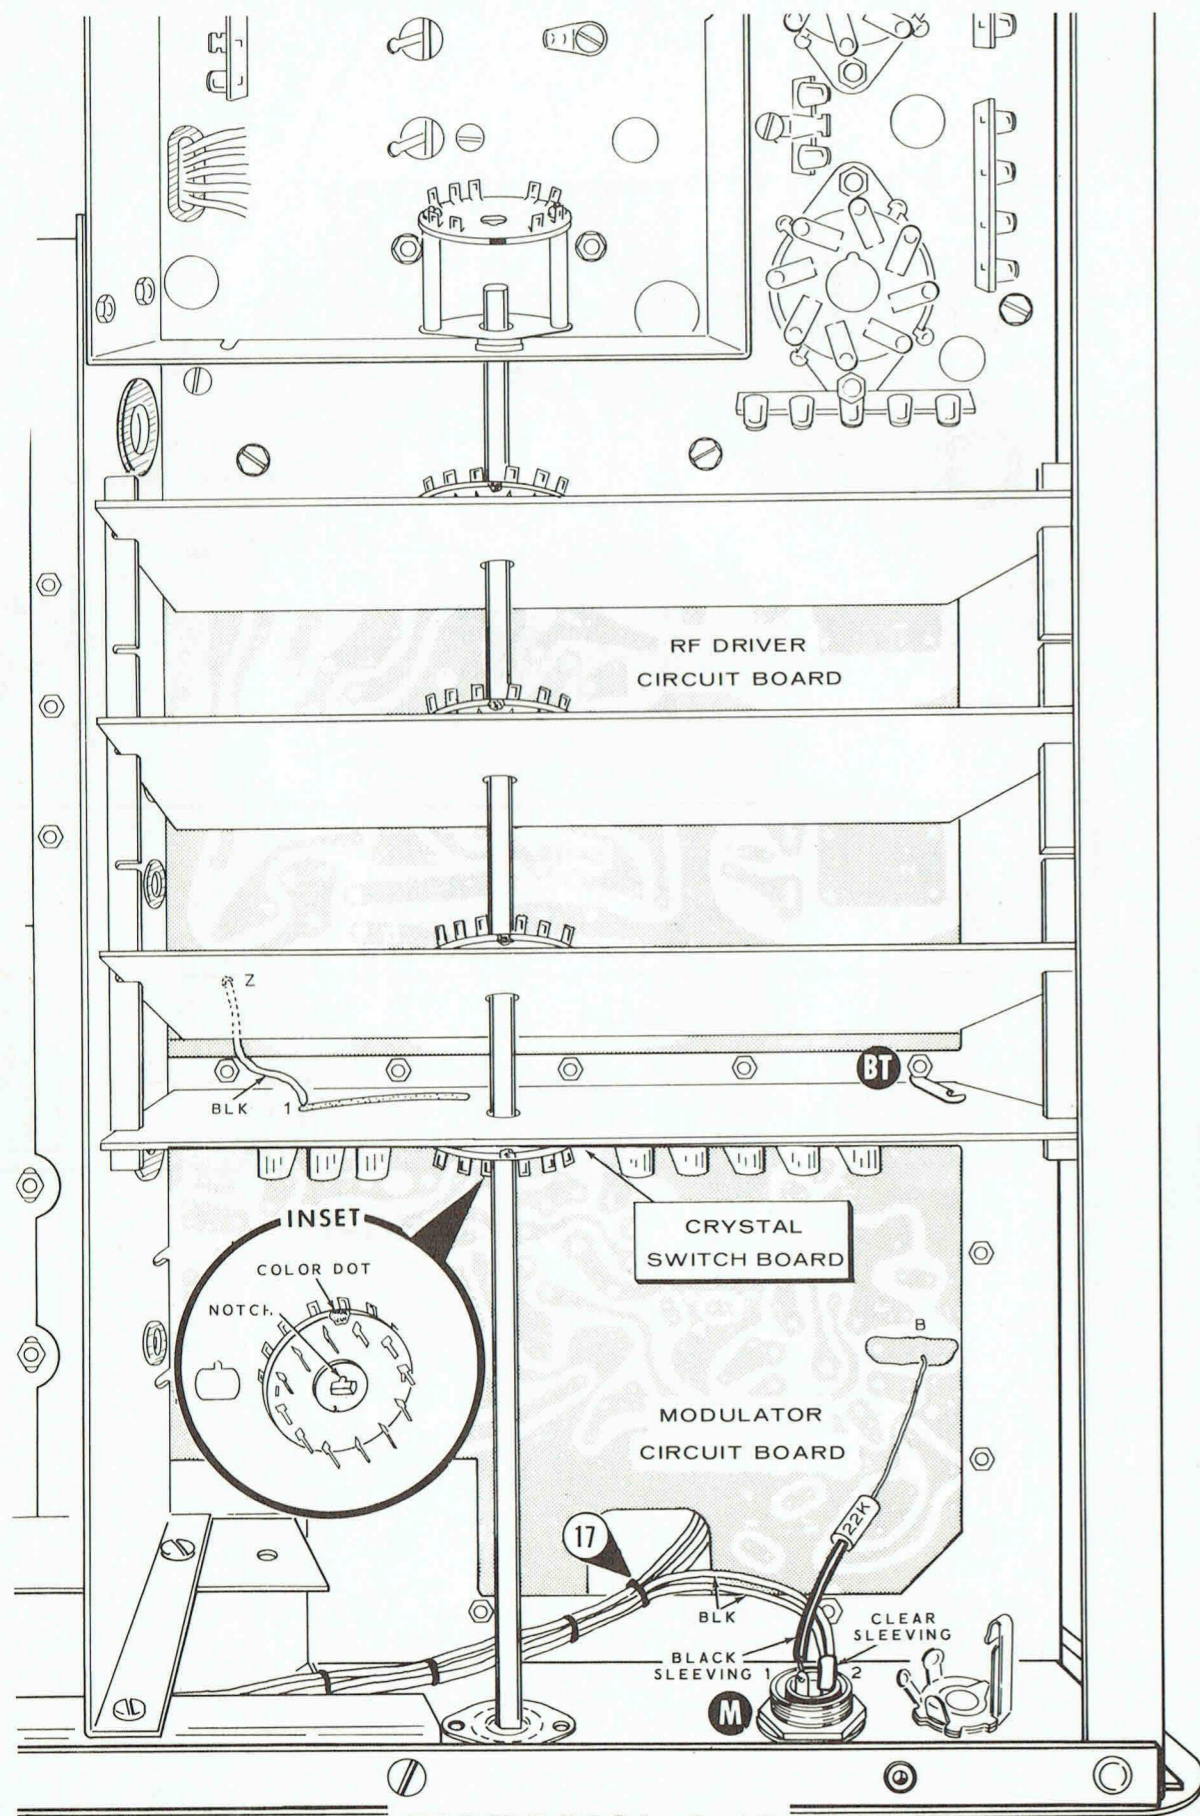 RF DRIVER
CIRCUIT BOARD
Z
BT
BLK 1
INSET
CRYSTAL
SWITCH BOARD
COLOR DOT
NOTCH
B
MODULATOR
CIRCUIT BOARD
22K
17
BLK
CLEAR
SLEEVING
BLACK
SLEEVING 1
2
M